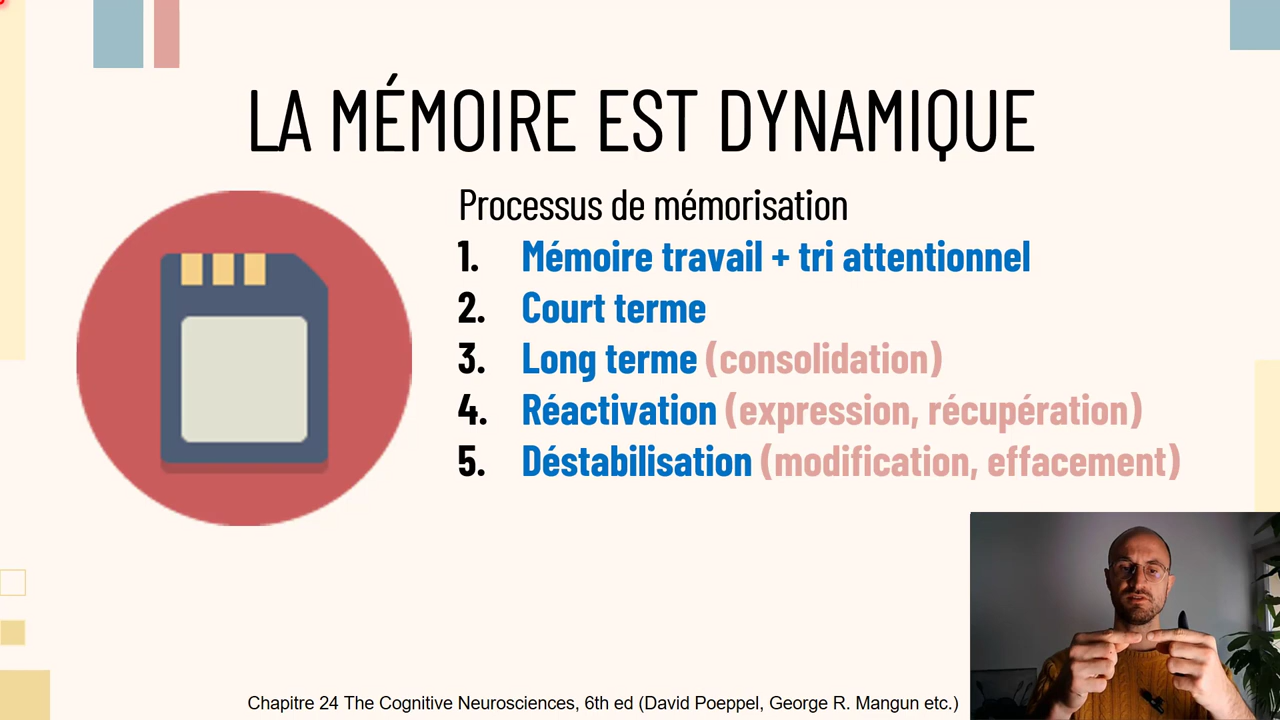 LA MÉMOIRE EST DYNAMIQUE
Processus de mémorisation
1. Mémoire travail + tri attentionnel
2. Court terme
3. Long terme (consolidation)
4. Réactivation (expression, récupération)
5. Déstabilisation (modification, effacement)
Chapitre 24 The Cognitive Neurosciences, 6th ed (David Poeppel, George R. Mangun etc.)